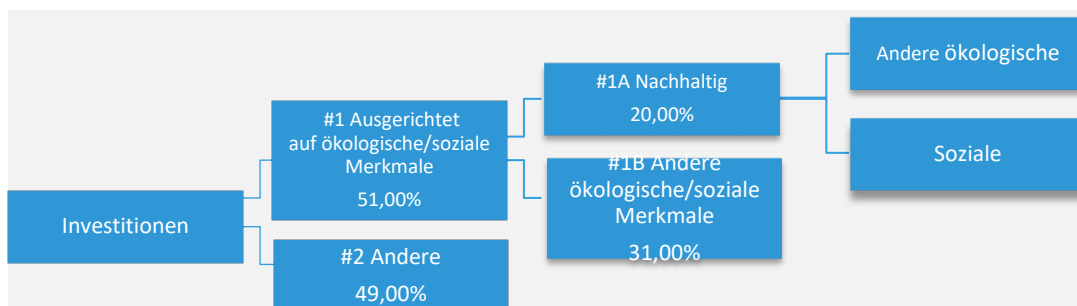 Investitionen
#1 Ausgerichtet
auf ökologische/soziale
Merkmale
51,00%
#2 Andere
49,00%
#1A Nachhaltig
20,00%
#1B Andere
ökologische/soziale
Merkmale
31,00%
Andere ökologische
Soziale